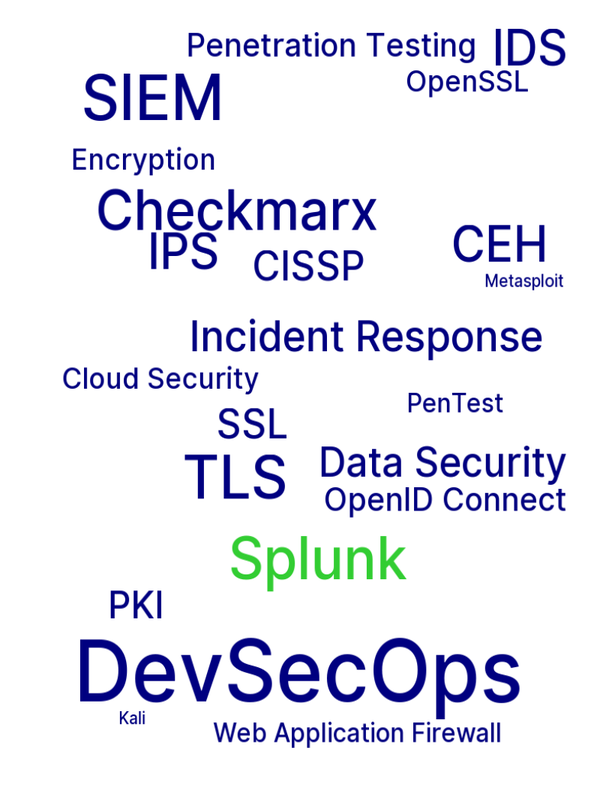 Penetration Testing IDS
OpenSSL
SIEM
Encryption
Checkmarx
IPS
CISSP
CEH
Metasploit
Incident Response
Cloud Security
PenTest
SSL
TLS
Data Security
OpenID Connect
Splunk
PKI
DevSecOps
Kali
Web Application Firewall